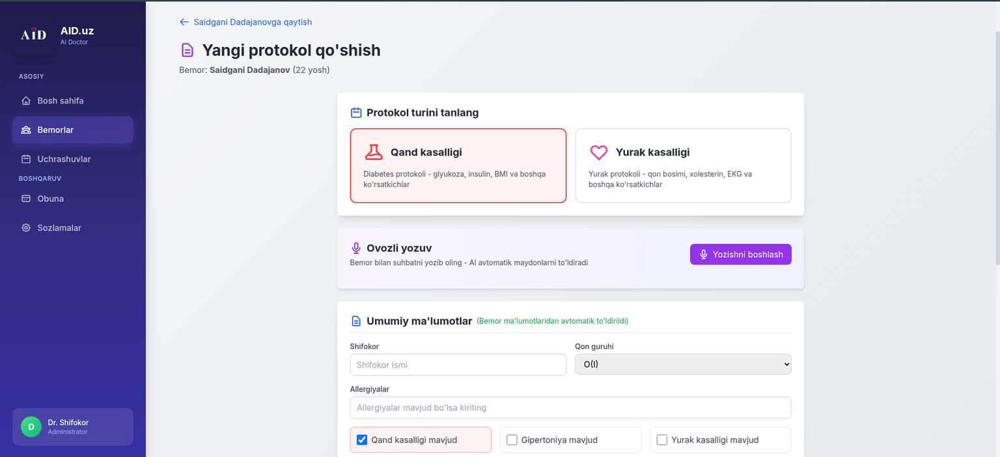 AID
AID.uz
AI Doctor
ASOSIY
Bosh sahifa
Bemorlar
Uchrashuvlar
BOSHQARUV
Obuna
Sozlamalar
D
Dr. Shifokor
Administrator
Saidgani Dadajanovga qaytish
Yangi protokol qo'shish
Bemor: Saidgani Dadajanov (22 yosh)
Protokol turini tanlang
Qand kasalligi
Diabetes protokoli - glyukoza, insulin, BMI va boshqa
ko'rsatkichlar
Yurak kasalligi
Yurak protokoli - qon bosimi, xolesterin, EKG va
boshqa ko'rsatkichlar
Ovozli yozuv
Bemor bilan suhbatni yozib oling - AI avtomatik maydonlarni to'ldiradi
Yozishni boshlash
Umumiy ma'lumotlar (Bemor ma'lumotlaridan avtomatik to'ldirildi)
Shifokor
Shifokor ismi
Qon guruhi
O(I)
Allergiyalar
Allergiyalar mavjud bo'lsa kiriting
Qand kasalligi mavjud
Gipertoniya mavjud
Yurak kasalligi mavjud